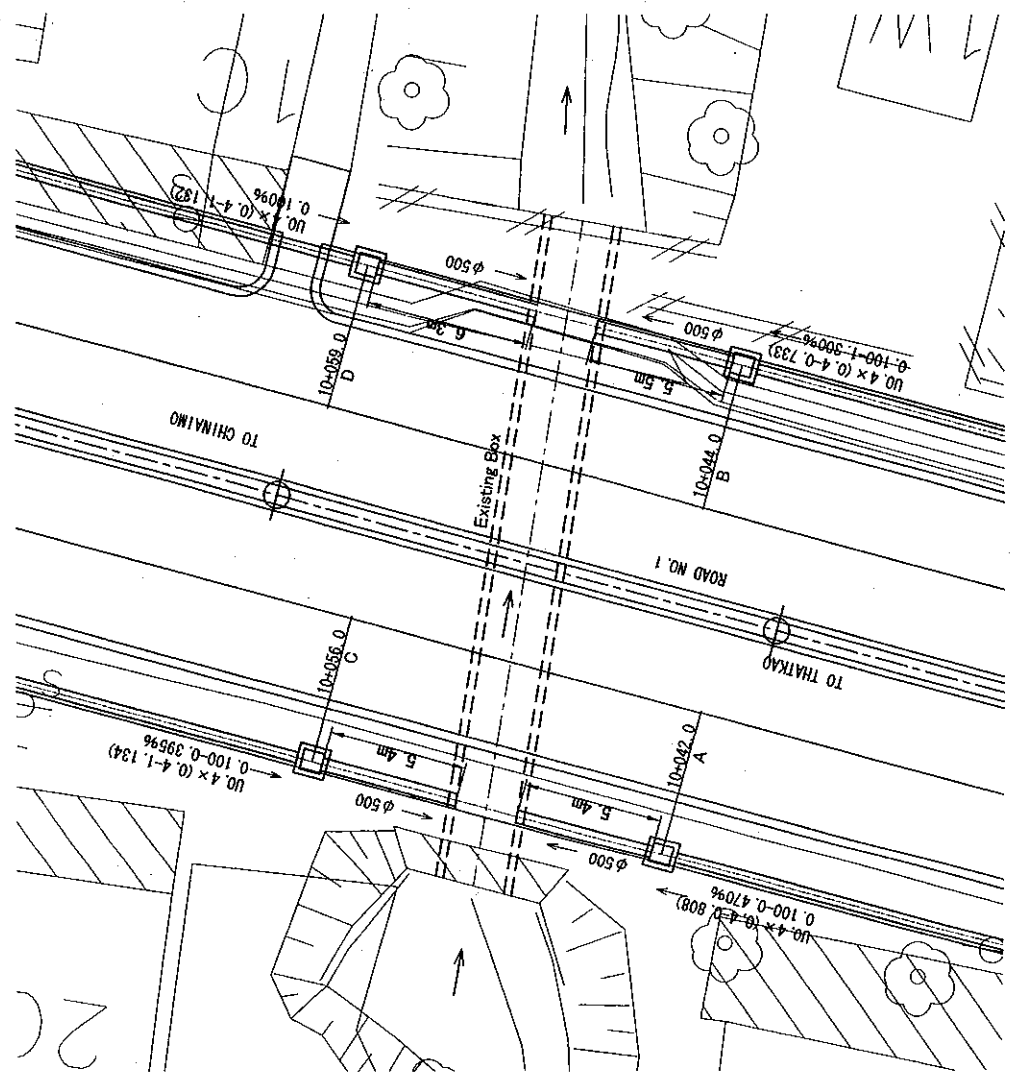 1C
1W
U0.4×(0.4-1.132)
0.100%
φ500
6.3m
10+059.0
D
φ500
U0.4×(0.4-0.733)
0.100-1.300%
5.5m
10+044.0
B
TO CHINAIMO
Existing Box
ROAD NO. 1
TO THATKAO
10+056.0
C
U0.4×(0.4-1.134)
0.100-0.395%
5.4m
φ500
10+042.0
A
5.4m
φ500
U0.4×(0.4-0.808)
0.100-0.470%
2C